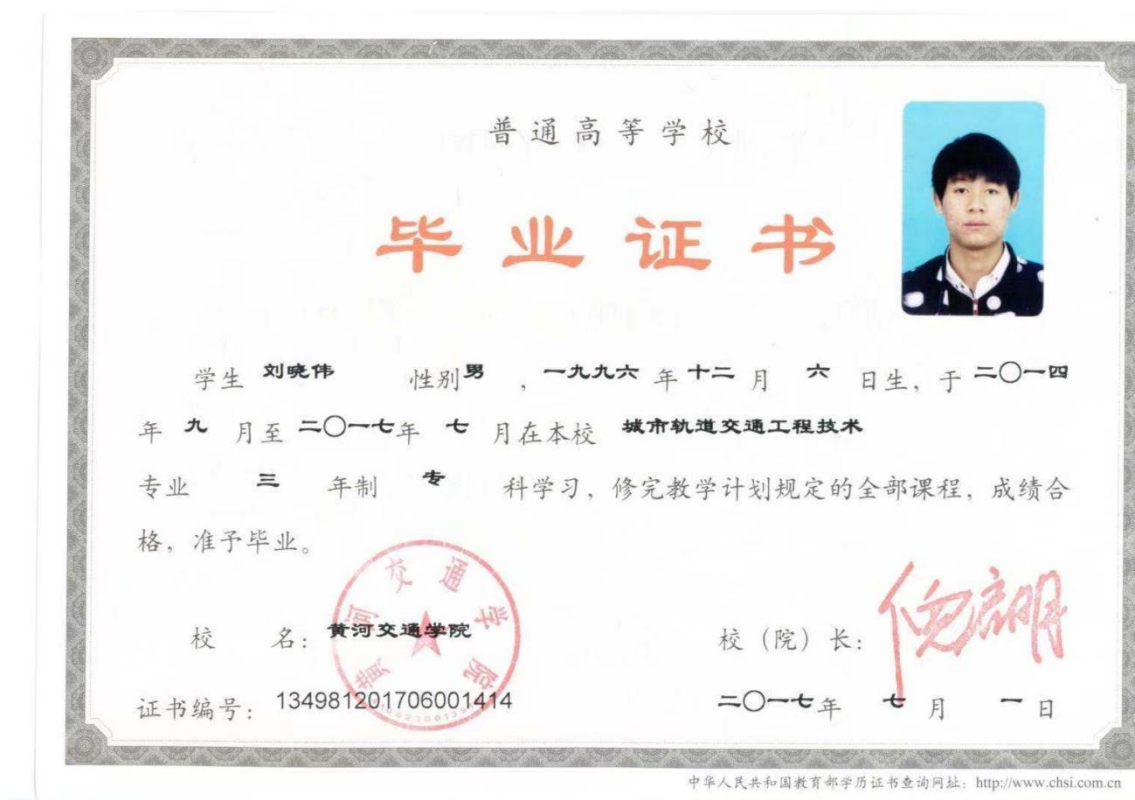 普通高等学校
毕业证书
学生 刘晓伟 性别 男 ，一九九六 年 十二 月 六 日生，于 二〇一四
年 九 月至 二〇一七 年 七 月在本校 城市轨道交通工程技术
专业 三 年制 专 科学习，修完教学计划规定的全部课程，成绩合
格，准予毕业。
黄河交通学院
校 名： 黄河交通学院 校（院）长：
证书编号： 134981201706001414 二〇一七 年 七 月 一 日
中华人民共和国教育部学历证书查询网址：http://www.chsi.com.cn